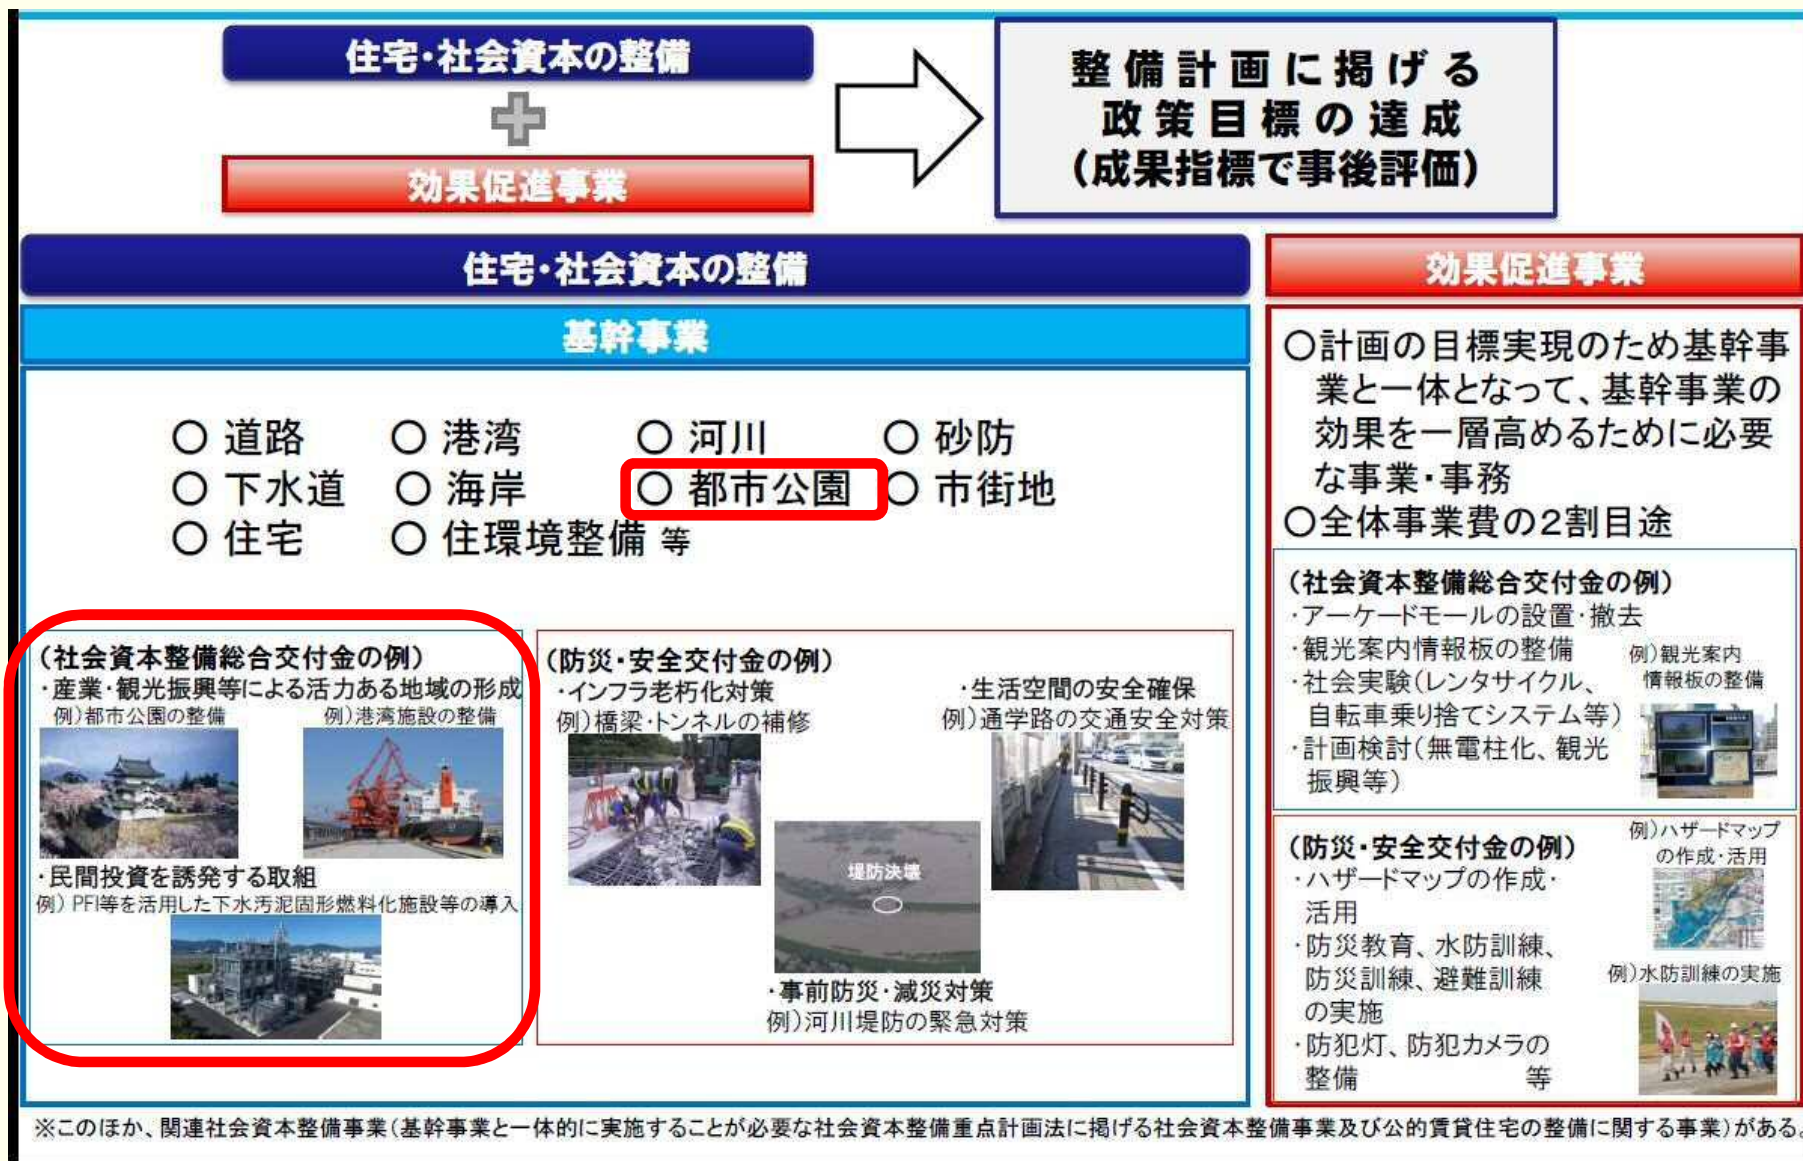 住宅・社会資本の整備
効果促進事業
整備計画に掲げる
政策目標の達成
(成果指標で事後評価)
住宅・社会資本の整備
基幹事業
〇 道路 〇 港湾 〇 河川 〇 砂防
〇 下水道 〇 海岸 〇 都市公園 〇 市街地
〇 住宅 〇 住環境整備 等
(社会資本整備総合交付金の例)
・産業・観光振興等による活力ある地域の形成
例)都市公園の整備 例)港湾施設の整備
・民間投資を誘発する取組
例) PFI等を活用した下水汚泥固形燃料化施設等の導入
(防災・安全交付金の例)
・インフラ老朽化対策
例)橋梁・トンネルの補修
・生活空間の安全確保
例)通学路の交通安全対策
堤防決壊
・事前防災・減災対策
例)河川堤防の緊急対策
効果促進事業
〇計画の目標実現のため基幹事
業と一体となって、基幹事業の
効果を一層高めるために必要
な事業・事務
〇全体事業費の2割目途
(社会資本整備総合交付金の例)
・アーケードモールの設置・撤去
・観光案内情報板の整備
・社会実験(レンタサイクル、
自転車乗り捨てシステム等)
・計画検討(無電柱化、観光
振興等)
例)観光案内
情報板の整備
(防災・安全交付金の例)
・ハザードマップの作成・
活用
・防災教育、水防訓練、
防災訓練、避難訓練
の実施
・防犯灯、防犯カメラの
整備 等
例)ハザードマップ
の作成・活用
例)水防訓練の実施
※このほか、関連社会資本整備事業(基幹事業と一体的に実施することが必要な社会資本整備重点計画法に掲げる社会資本整備事業及び公的賃貸住宅の整備に関する事業)がある。